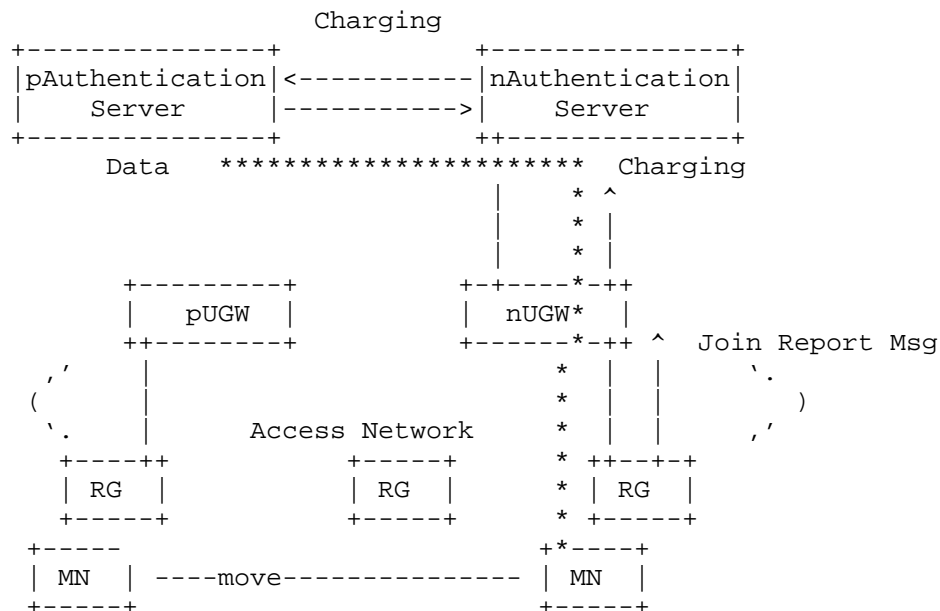 Charging
pAuthentication nAuthentication
Server Server
Data Charging
pUGW nUGW
Join Report Msg
Access Network
RG RG RG
MN ----move--------------- MN